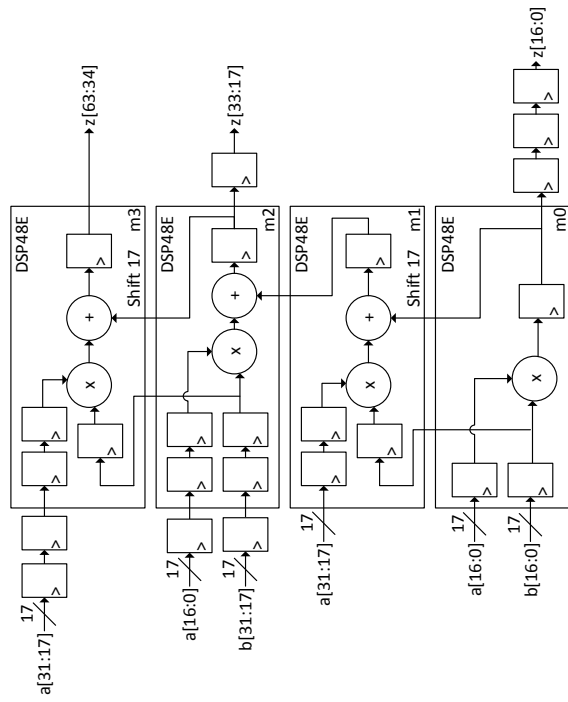 DSP48E
m3
Shift 17
x
+
17
a[31:17]
z[63:34]
DSP48E
m2
x
+
17
a[16:0]
17
b[31:17]
z[33:17]
DSP48E
m1
Shift 17
x
+
17
a[31:17]
DSP48E
m0
x
17
a[16:0]
17
b[16:0]
z[16:0]